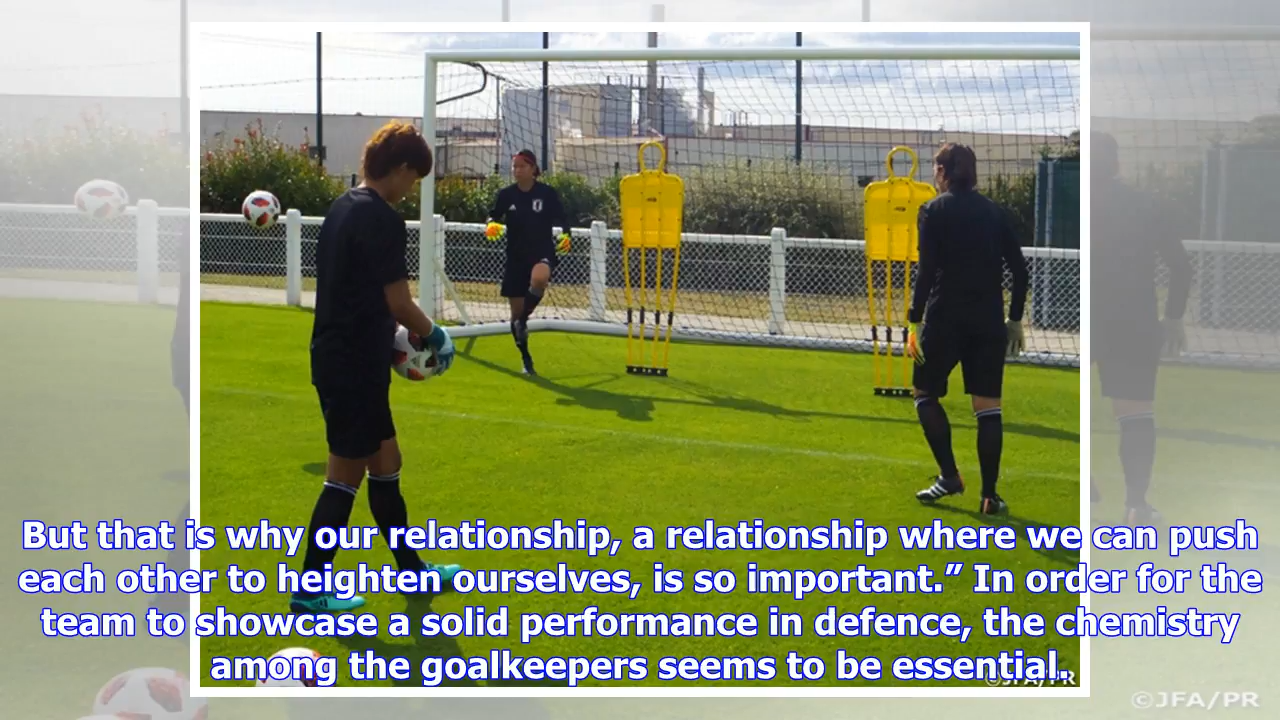 But that is why our relationship, a relationship where we can push
each other to heighten ourselves, is so important.” In order for the
team to showcase a solid performance in defence, the chemistry
among the goalkeepers seems to be essential.
©JFA/PR
©JFA/PR